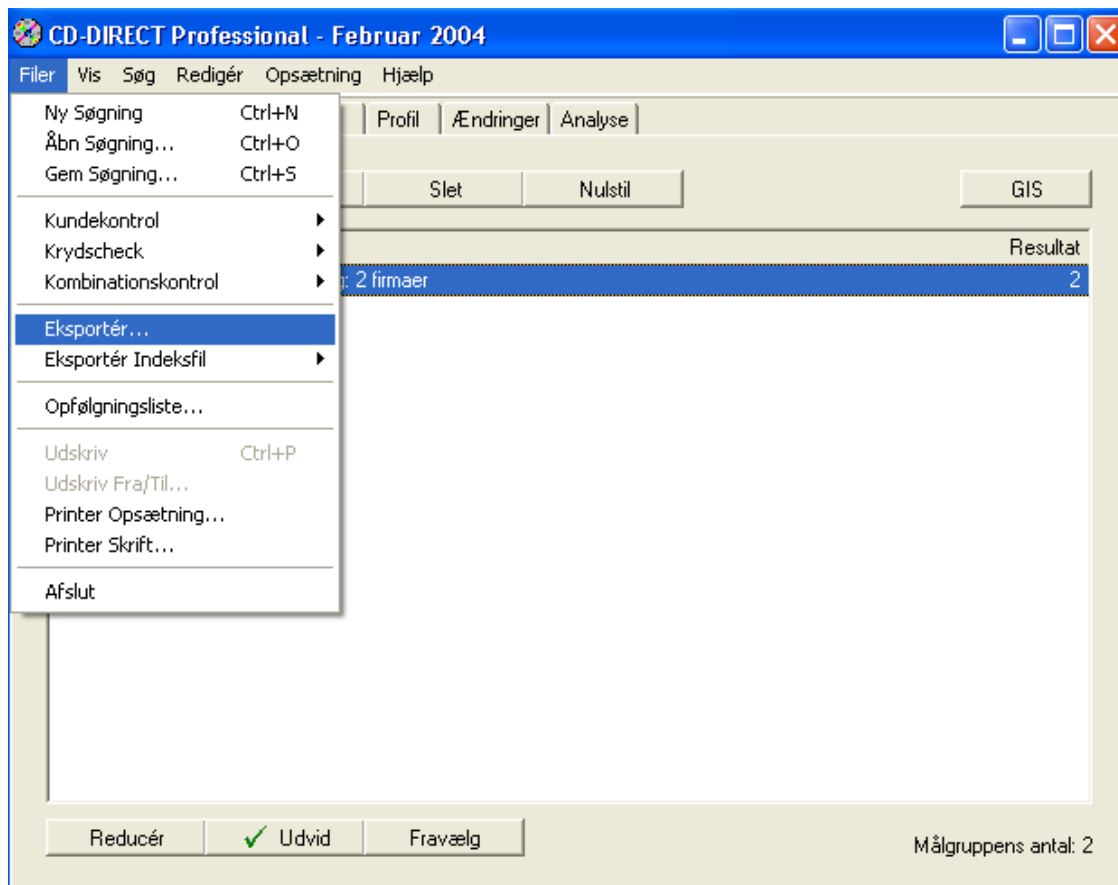 CD-DIRECT Professional - Februar 2004
Filer Vis Søg Redigér Opsætning Hjælp
Profil Ændringer Analyse
Slet Nulstil GIS
Resultat
: 2 firmaer 2
Ny Søgning Ctrl+N
Åbn Søgning... Ctrl+O
Gem Søgning... Ctrl+S
Kundekontrol
Krydscheck
Kombinationskontrol
Eksportér...
Eksportér Indeksfil
Opfølgningsliste...
Udskriv Ctrl+P
Udskriv Fra/Til...
Printer Opsætning...
Printer Skrift...
Afslut
Reducér Udvid Fravælg
Målgruppens antal: 2